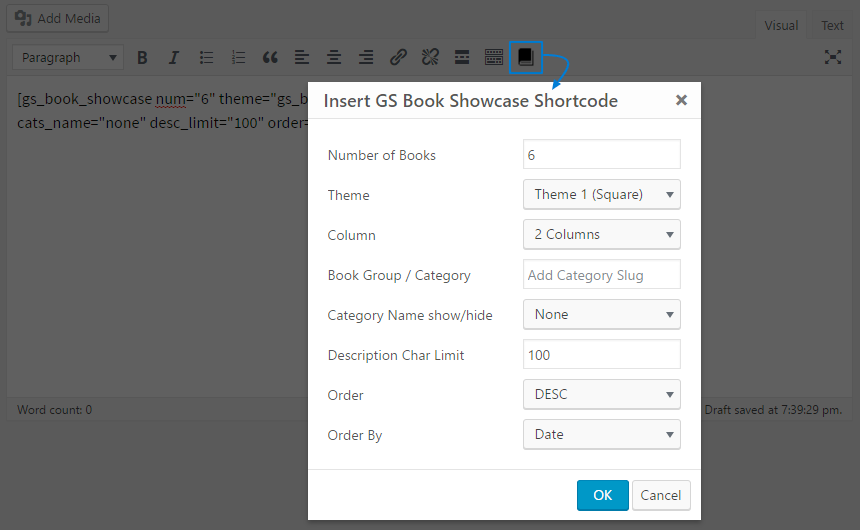 Add Media
Visual Text
Paragraph
[gs_book_showcase num="6" theme="gs_b
cats_name="none" desc_limit="100" order=
Insert GS Book Showcase Shortcode
Number of Books 6
Theme Theme 1 (Square)
Column 2 Columns
Book Group / Category Add Category Slug
Category Name show/hide None
Description Char Limit 100
Order DESC
Order By Date
OK Cancel
Word count: 0 Draft saved at 7:39:29 pm.